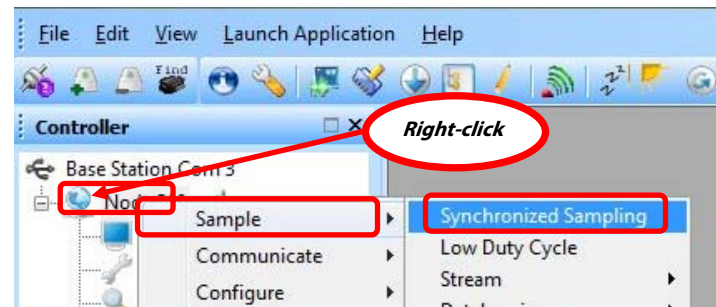 File Edit View Launch Application Help
Find
Controller
Right-click
Base Station Com 3
Sample
Synchronized Sampling
Communicate
Low Duty Cycle
Configure
Stream